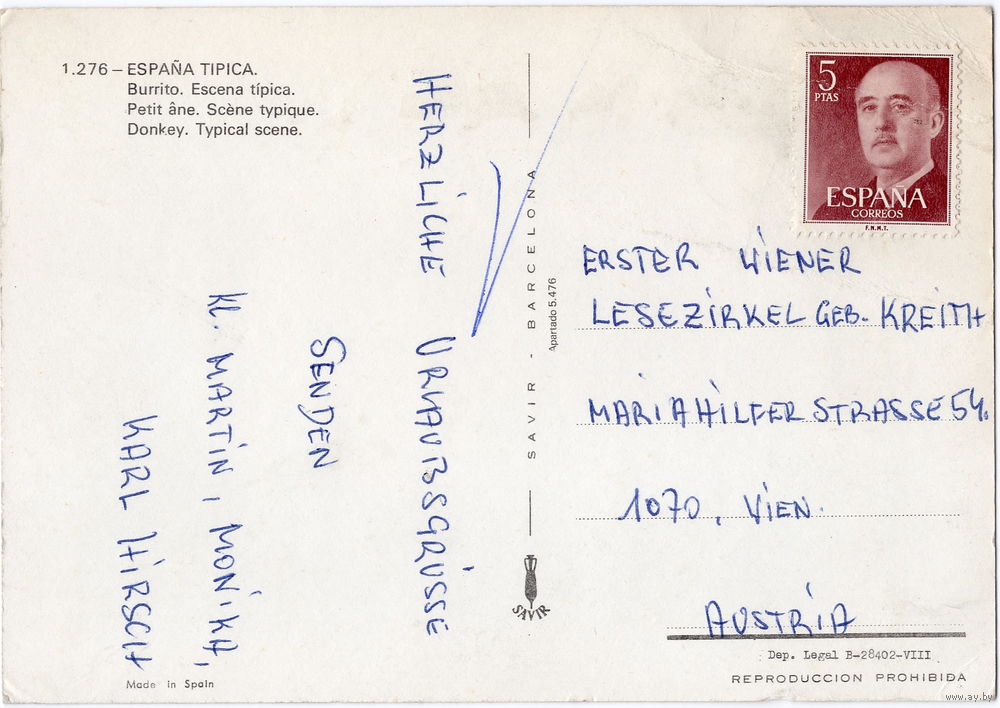 1.276 – ESPAÑA TIPICA.
Burrito. Escena típica.
Petit âne. Scène typique.
Donkey. Typical scene.
HERZLICHE URLAUBSGRÜSSE
SENDEN
KL. MARTIN, MONIKA,
KARL HIRSCH
Made in Spain
SAVIR - BARCELONA
Apartado 5.476
SAVIR
5
PTAS
ESPAÑA
CORREOS
F.N.M.T.
ERSTER WIENER
LESEZIRKEL GEB. KREITH
MARIAHILFER STRASSE 54.
1070, WIEN.
AUSTRIA
Dep. Legal B-28402-VIII
REPRODUCCION PROHIBIDA
www.ay.by